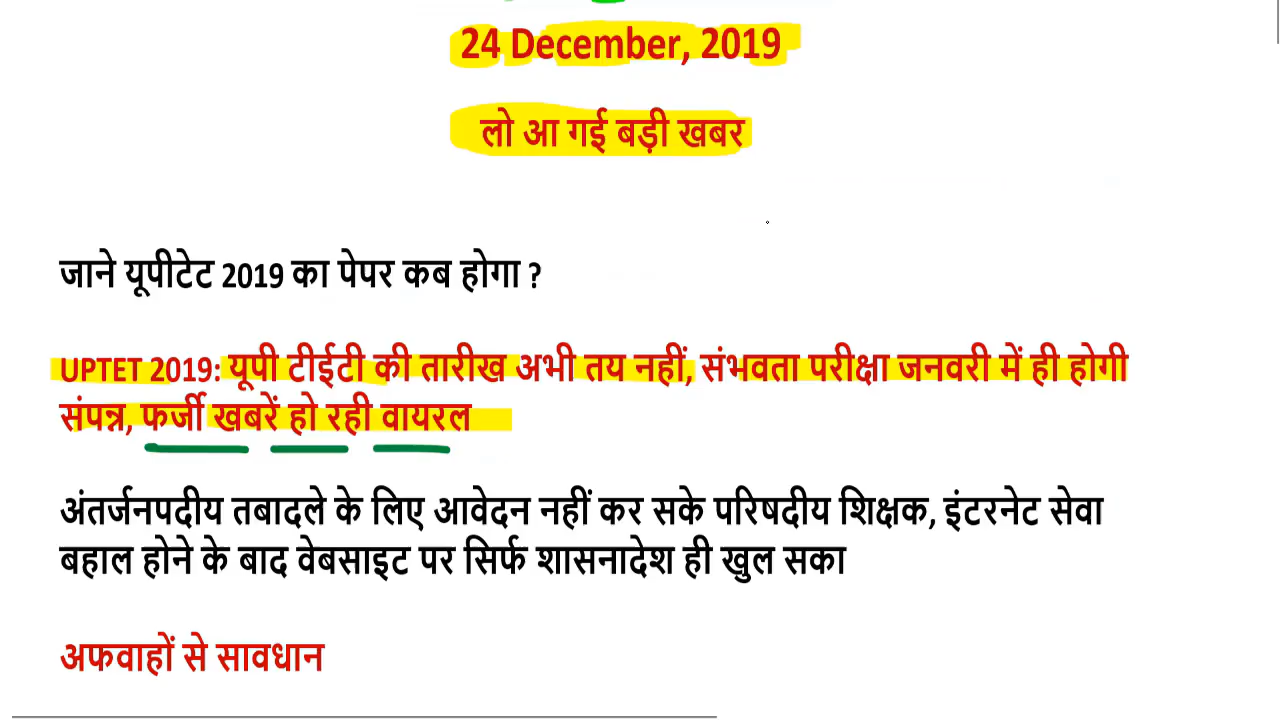 24 December, 2019
लो आ गई बड़ी खबर
जाने यूपीटेट 2019 का पेपर कब होगा ?
UPTET 2019: यूपी टीईटी की तारीख अभी तय नहीं, संभवता परीक्षा जनवरी में ही होगी
संपन्न, फर्जी खबरें हो रही वायरल
अंतर्जनपदीय तबादले के लिए आवेदन नहीं कर सके परिषदीय शिक्षक, इंटरनेट सेवा
बहाल होने के बाद वेबसाइट पर सिर्फ शासनादेश ही खुल सका
अफवाहों से सावधान